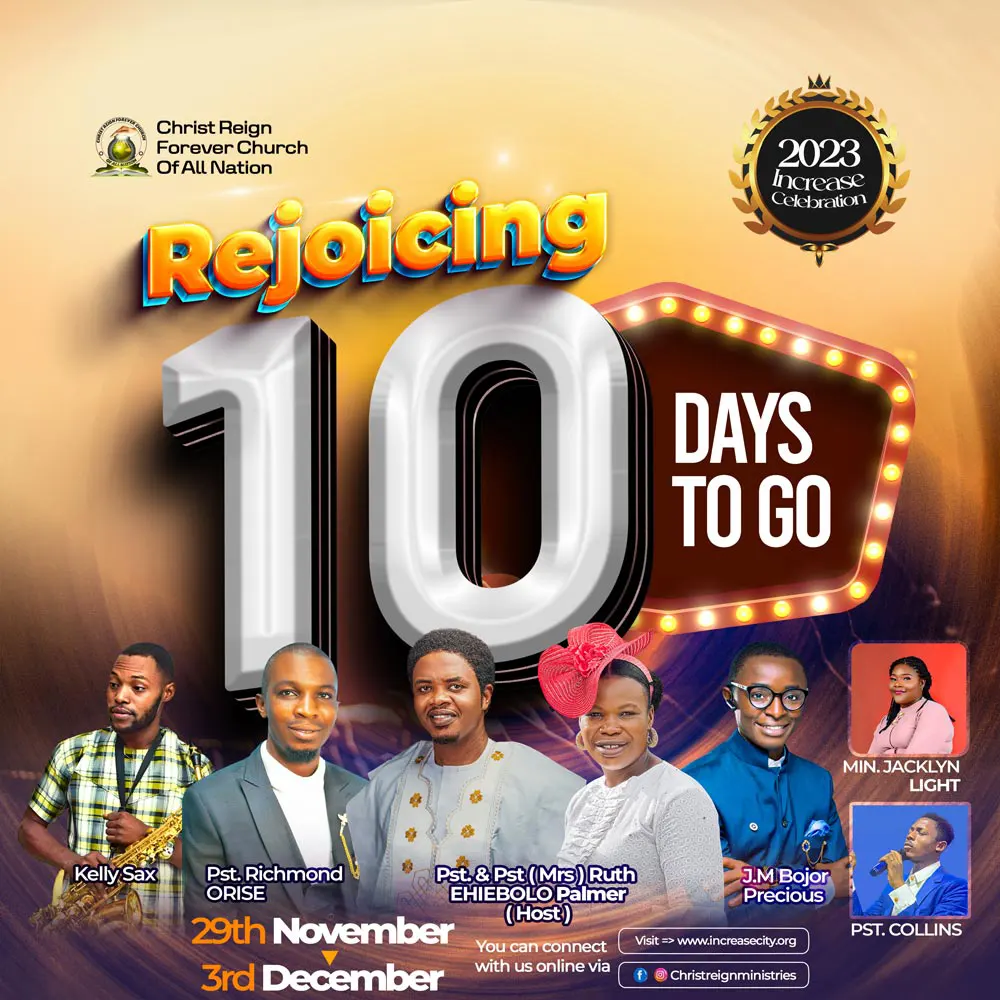 Christ Reign
Forever Church
Of All Nation
2023
Increase
Celebration
Rejoicing
10
DAYS
TO GO
MIN. JACKLYN
LIGHT
Kelly Sax
Pst. Richmond
ORISE
Pst. & Pst ( Mrs ) Ruth
EHIEBOLO Palmer
( Host )
J.M Bojor
Precious
PST. COLLINS
29th November
3rd December
You can connect
with us online via
Visit => www.increasecity.org
Christreignministries